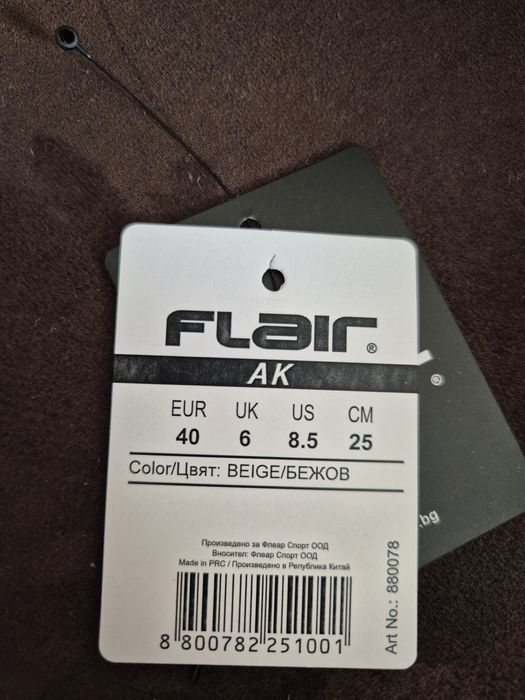 FLaIr®
AK
EUR UK US CM
40 6 8.5 25
Color/Цвят: BEIGE/БЕЖОВ
Произведено за Флеар Спорт ООД
Вносител: Флеар Спорт ООД
Made in PRC / Произведено в Република Китай
8 800782 251001
Art No.: 880078
®
.bg